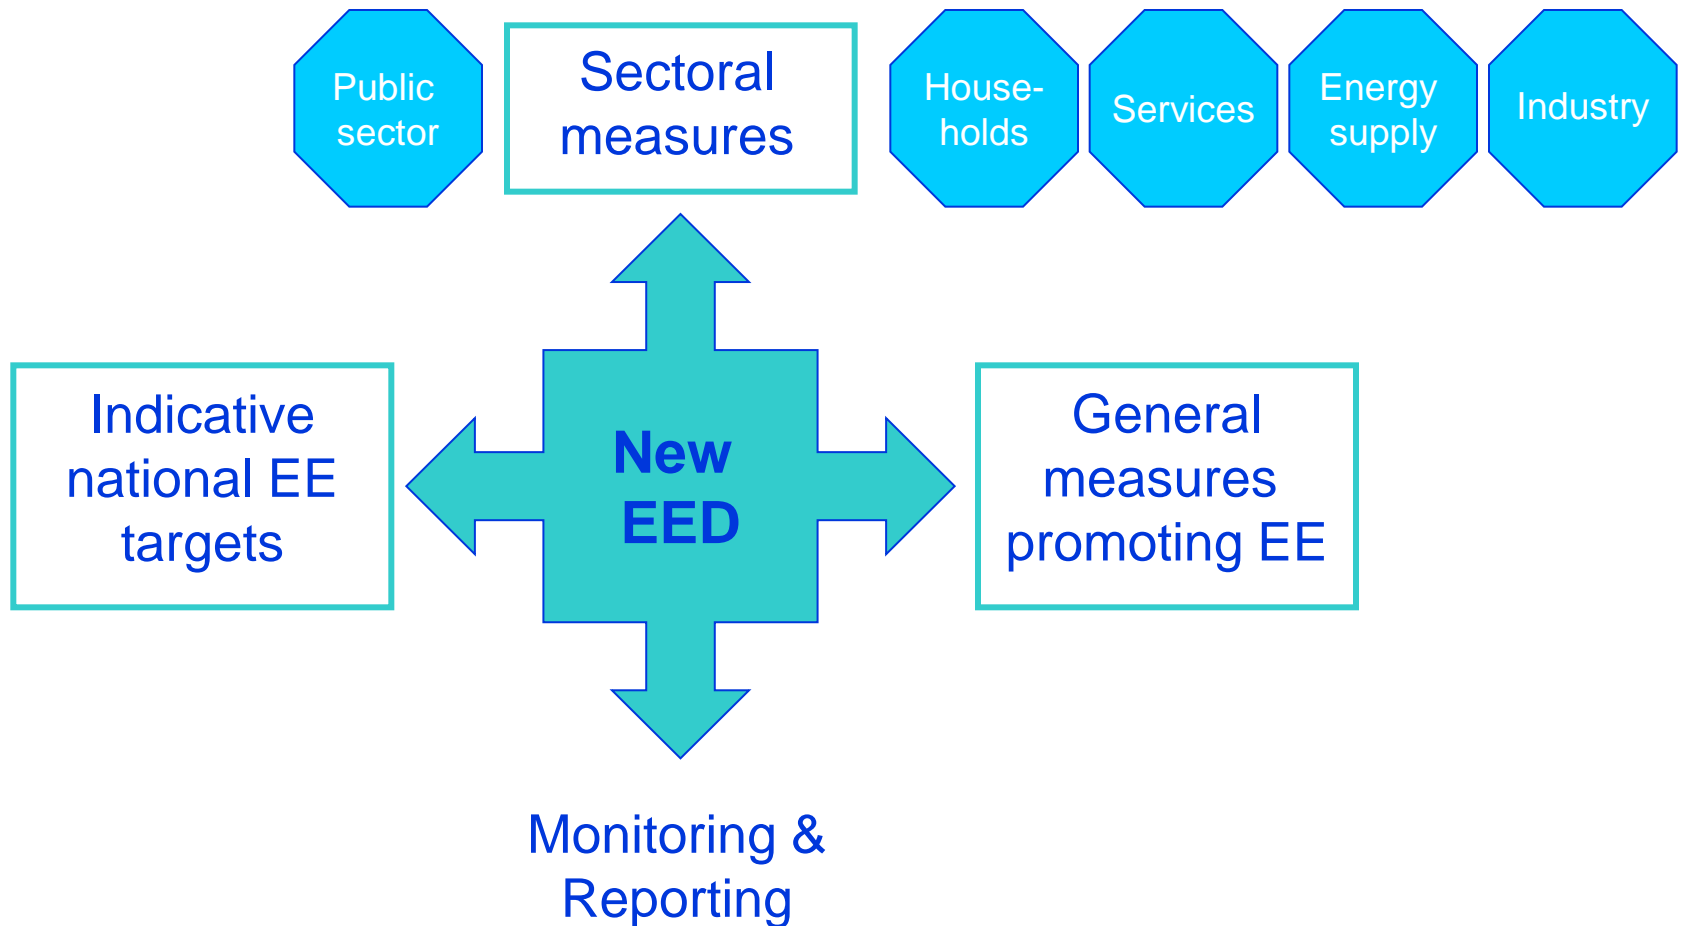 Public
sector
Sectoral
measures
House-
holds
Services
Energy
supply
Industry
Indicative
national EE
targets
New
EED
General
measures
promoting EE
Monitoring &
Reporting